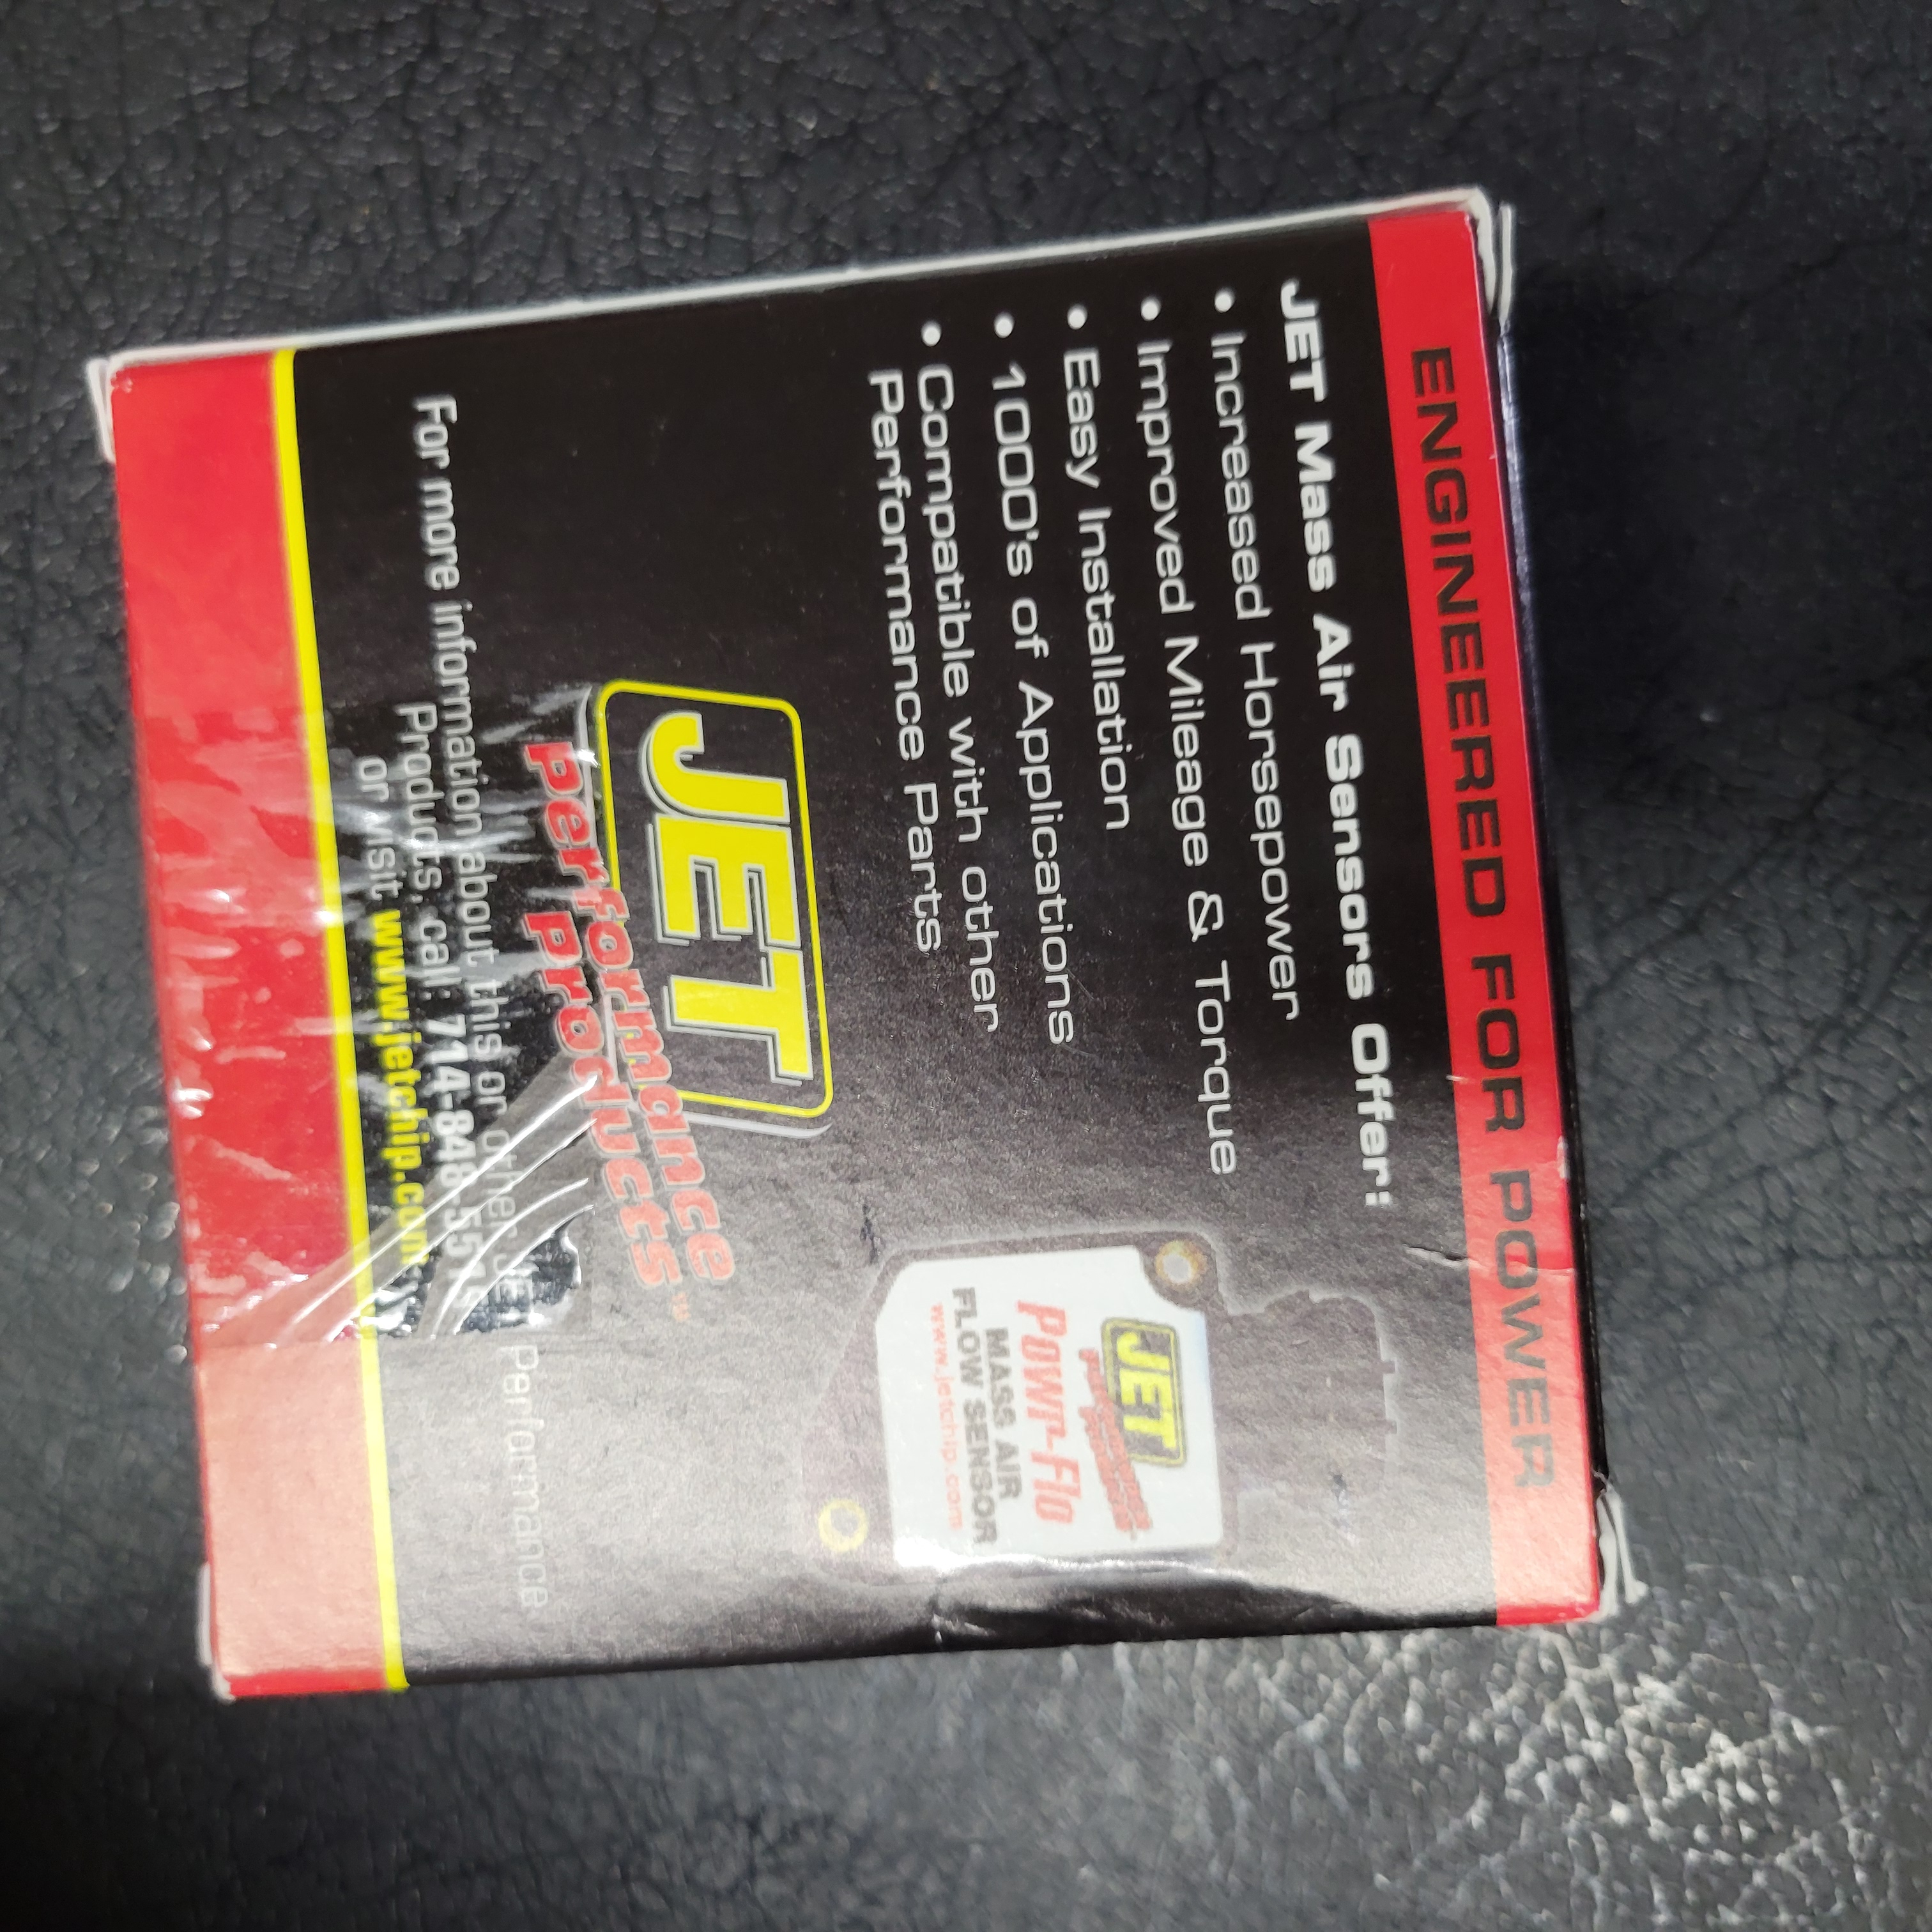 ENGINEERED FOR POWER
JET Mass Air Sensors Offer:
• Increased Horsepower
• Improved Mileage & Torque
• Easy Installation
• 1000's of Applications
• Compatible with other
Performance Parts
JET
Powr-Flo
MASS AIR
FLOW SENSOR
www.jetchip.com
JET
performance
products
For more information about this or other JET Performance
Products, call: 714-848-55
or visit www.jetchip.com